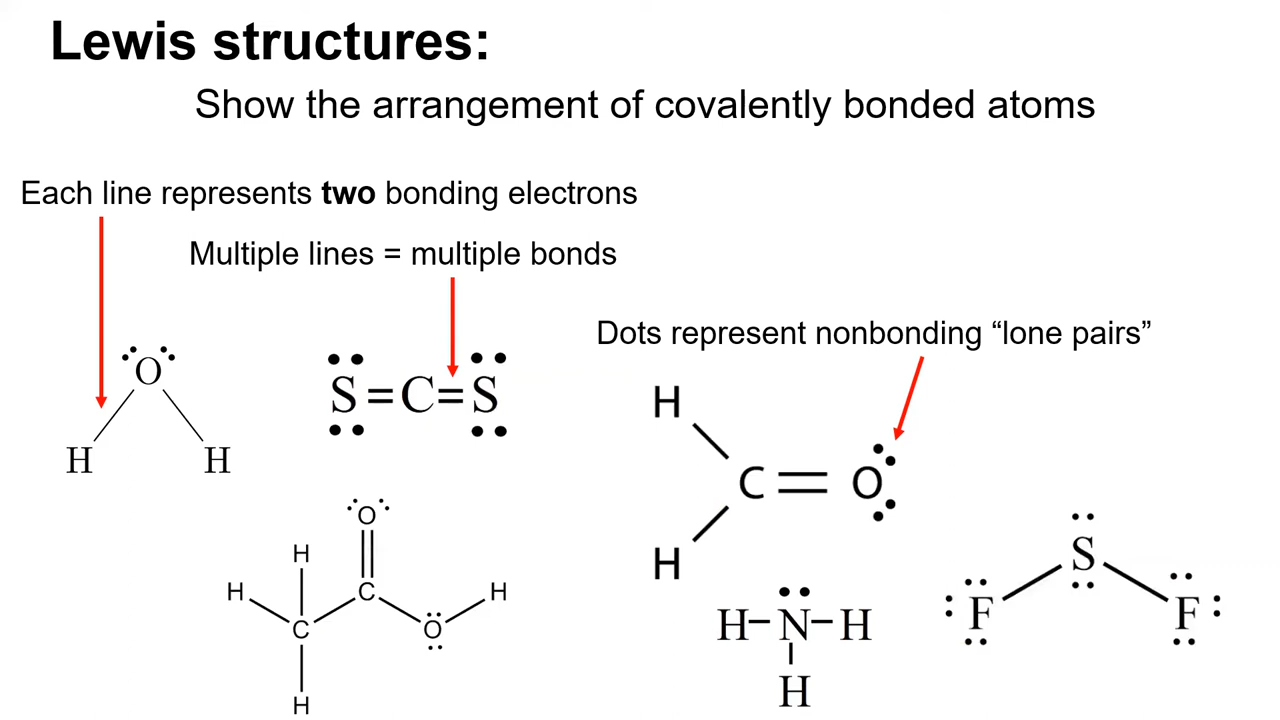 Lewis structures:
Show the arrangement of covalently bonded atoms
Each line represents two bonding electrons
Multiple lines = multiple bonds
Dots represent nonbonding “lone pairs”
O
H H
S=C=S
H
C=O
H
O
H
H C H
C O
H
S
F F
H–N–H
H